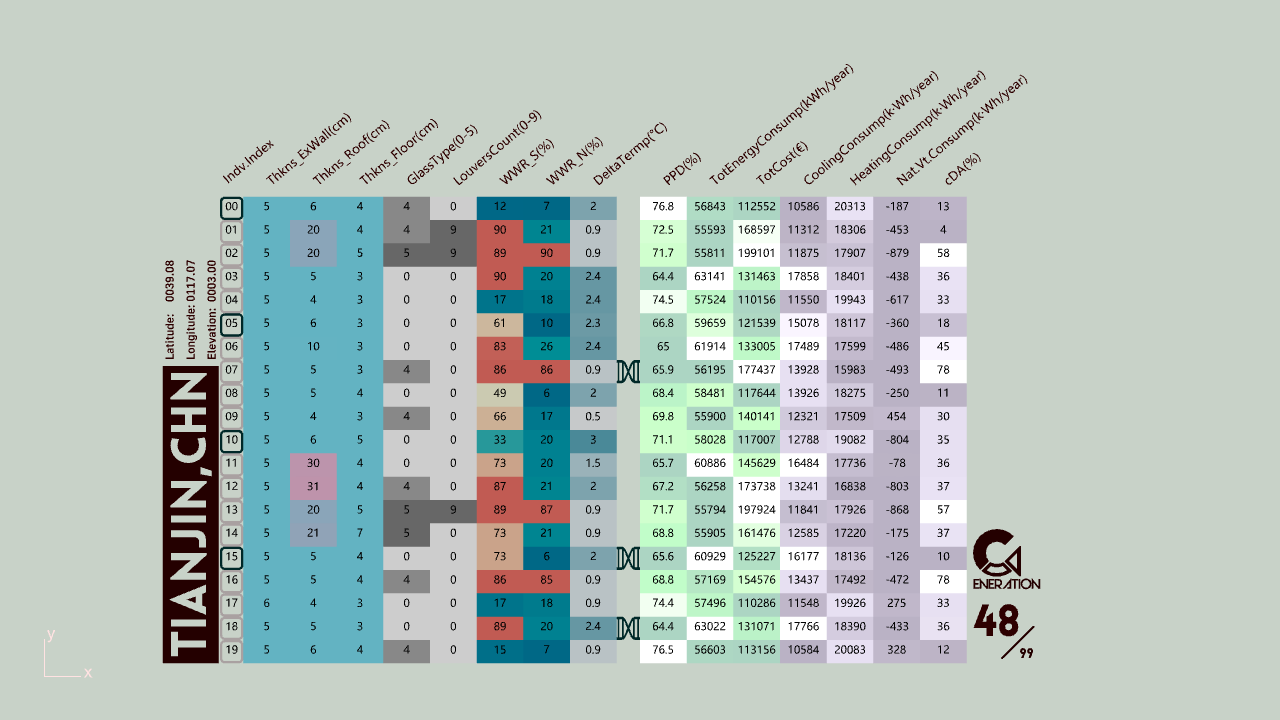 Indv.Index Thkns_ExWall(cm) Thkns_Roof(cm) Thkns_Floor(cm) GlassType(0-5) LouversCount(0-9) WWR_S(%) WWR_N(%) DeltaTermp(°C) PPD(%) TotEnergyConsump(kWh/year) TotCost(€) CoolingConsump(k·Wh/year) HeatingConsump(k·Wh/year) Nat.Vt.Consump(k·Wh/year) cDA(%)
00 5 6 4 4 0 12 7 2 76.8 56843 112552 10586 20313 -187 13
01 5 20 4 4 9 90 21 0.9 72.5 55593 168597 11312 18306 -453 4
02 5 20 5 5 9 89 90 0.9 71.7 55811 199101 11875 17907 -879 58
03 5 5 3 0 0 90 20 2.4 64.4 63141 131463 17858 18401 -438 36
04 5 4 3 0 0 17 18 2.4 74.5 57524 110156 11550 19943 -617 33
05 5 6 3 0 0 61 10 2.3 66.8 59659 121539 15078 18117 -360 18
06 5 10 3 0 0 83 26 2.4 65 61914 133005 17489 17599 -486 45
07 5 5 3 4 0 86 86 0.9 65.9 56195 177437 13928 15983 -493 78
08 5 5 4 0 0 49 6 2 68.4 58481 117644 13926 18275 -250 11
09 5 4 3 4 0 66 17 0.5 69.8 55900 140141 12321 17509 454 30
10 5 6 5 0 0 33 20 3 71.1 58028 117007 12788 19082 -804 35
11 5 30 4 0 0 73 20 1.5 65.7 60886 145629 16484 17736 -78 36
12 5 31 4 4 0 87 21 2 67.2 56258 173738 13241 16638 -803 37
13 5 20 5 5 9 89 87 0.9 71.7 55794 197924 11841 17926 -868 57
14 5 21 7 5 0 73 21 0.9 68.8 55905 161476 12585 17220 -175 37
15 5 5 4 0 0 73 6 2 65.6 60929 125227 16177 18136 -126 10
16 5 5 4 4 0 86 85 0.9 68.8 57169 154576 13437 17492 -472 78
17 6 4 3 0 0 17 18 0.9 74.4 57496 110286 11548 19926 275 33
18 5 5 3 0 0 89 20 2.4 64.4 63022 131071 17766 18390 -433 36
19 5 6 4 4 0 15 7 0.9 76.5 56603 113156 10584 20083 328 12
Latitude: 0039.08
Longitude: 0117.07
Elevation: 0003.00
TIANJIN,CHN
G
ENERATION
48/99
y
x